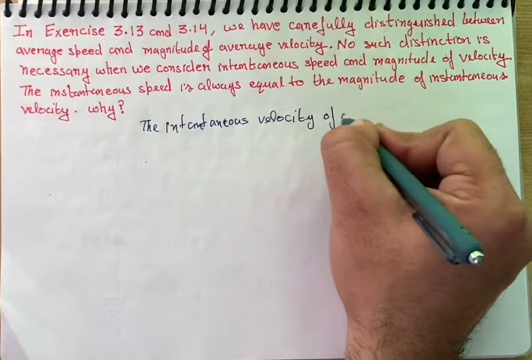 In Exercise 3.13 and 3.14, we have carefully distinguished between
average speed and magnitude of average velocity. No such distinction is
necessary when we consider intantaneous speed and magnitude of velocity.
The instantaneous speed is always equal to the magnitude of instantaneous
velocity. why?
The intantaneous velocity of